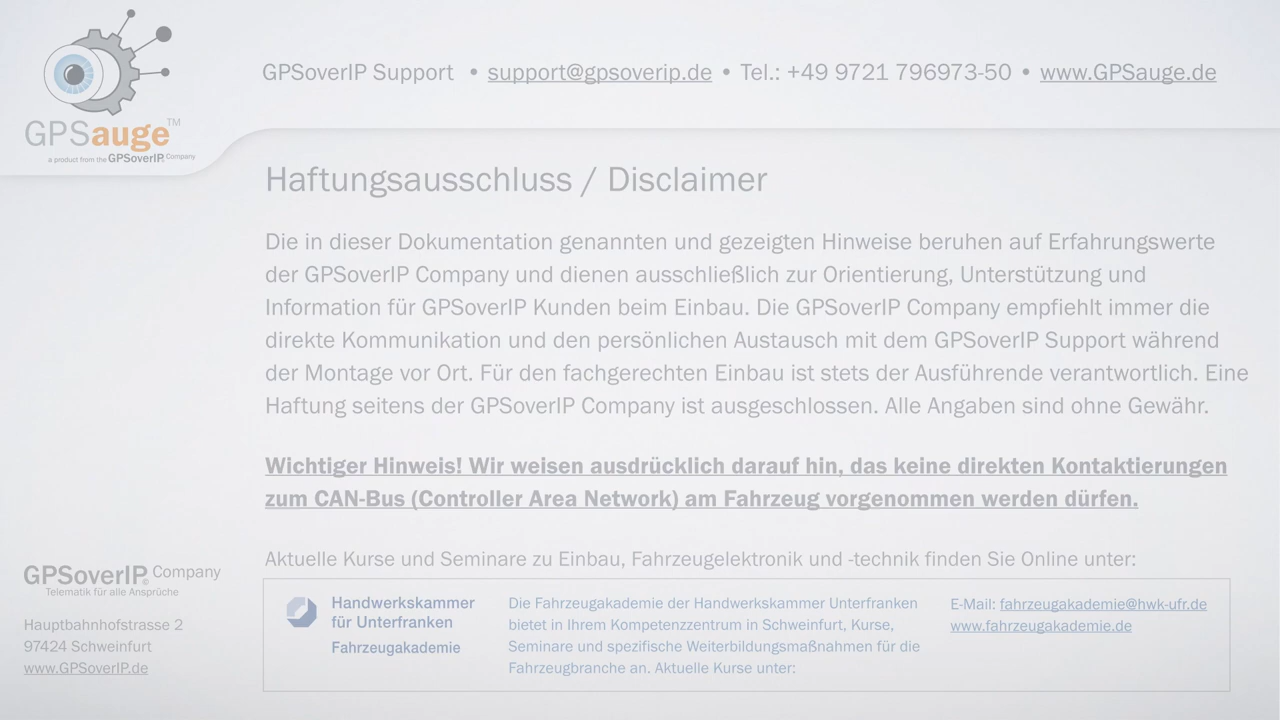 GPSauge™
a product from the GPSoverIP© Company
GPSoverIP Support • support@gpsoverip.de • Tel.: +49 9721 796973-50 • www.GPSauge.de
Haftungsausschluss / Disclaimer
Die in dieser Dokumentation genannten und gezeigten Hinweise beruhen auf Erfahrungswerte
der GPSoverIP Company und dienen ausschließlich zur Orientierung, Unterstützung und
Information für GPSoverIP Kunden beim Einbau. Die GPSoverIP Company empfiehlt immer die
direkte Kommunikation und den persönlichen Austausch mit dem GPSoverIP Support während
der Montage vor Ort. Für den fachgerechten Einbau ist stets der Ausführende verantwortlich. Eine
Haftung seitens der GPSoverIP Company ist ausgeschlossen. Alle Angaben sind ohne Gewähr.
Wichtiger Hinweis! Wir weisen ausdrücklich darauf hin, das keine direkten Kontaktierungen
zum CAN-Bus (Controller Area Network) am Fahrzeug vorgenommen werden dürfen.
Aktuelle Kurse und Seminare zu Einbau, Fahrzeugelektronik und -technik finden Sie Online unter:
Handwerkskammer
für Unterfranken
Fahrzeugakademie
Die Fahrzeugakademie der Handwerkskammer Unterfranken
bietet in Ihrem Kompetenzzentrum in Schweinfurt, Kurse,
Seminare und spezifische Weiterbildungsmaßnahmen für die
Fahrzeugbranche an. Aktuelle Kurse unter:
E-Mail: fahrzeugakademie@hwk-ufr.de
www.fahrzeugakademie.de
GPSoverIP© Company
Telematik für alle Ansprüche
Hauptbahnhofstrasse 2
97424 Schweinfurt
www.GPSoverIP.de